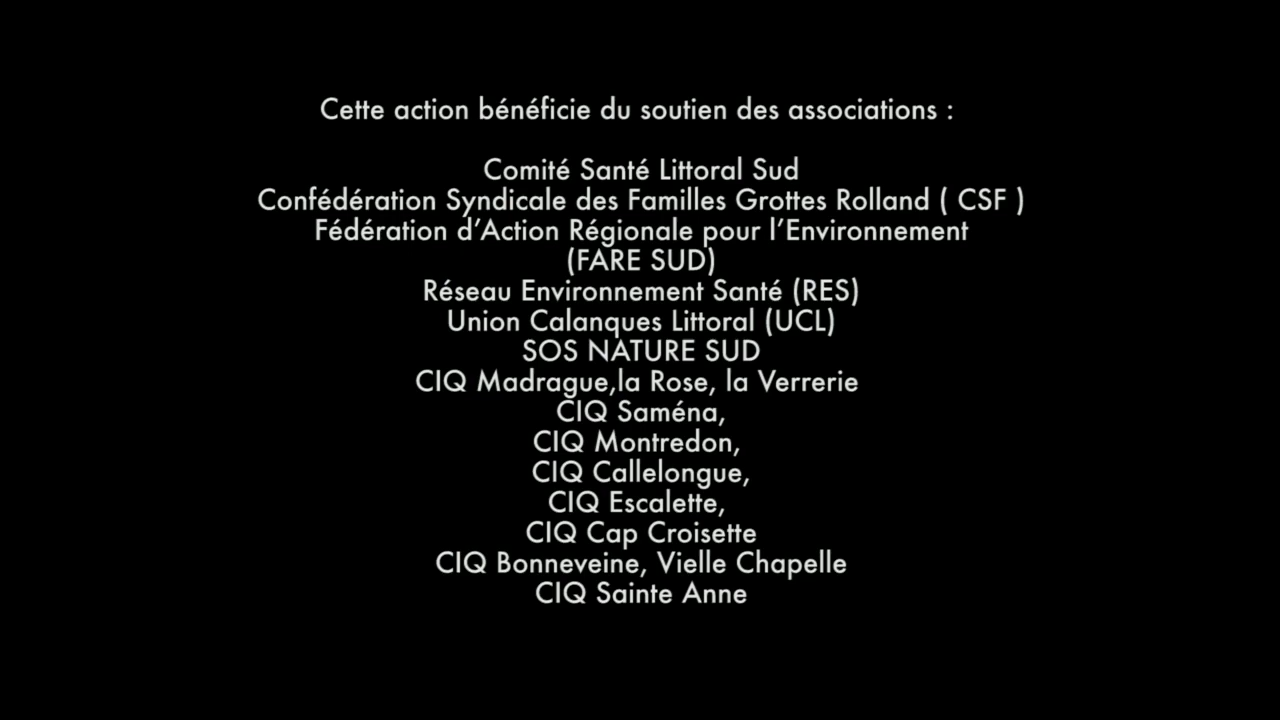 Cette action bénéficie du soutien des associations :
Comité Santé Littoral Sud
Confédération Syndicale des Familles Grottes Rolland ( CSF )
Fédération d’Action Régionale pour l’Environnement
(FARE SUD)
Réseau Environnement Santé (RES)
Union Calanques Littoral (UCL)
SOS NATURE SUD
CIQ Madrague,la Rose, la Verrerie
CIQ Saména,
CIQ Montredon,
CIQ Callelongue,
CIQ Escalette,
CIQ Cap Croisette
CIQ Bonneveine, Vielle Chapelle
CIQ Sainte Anne